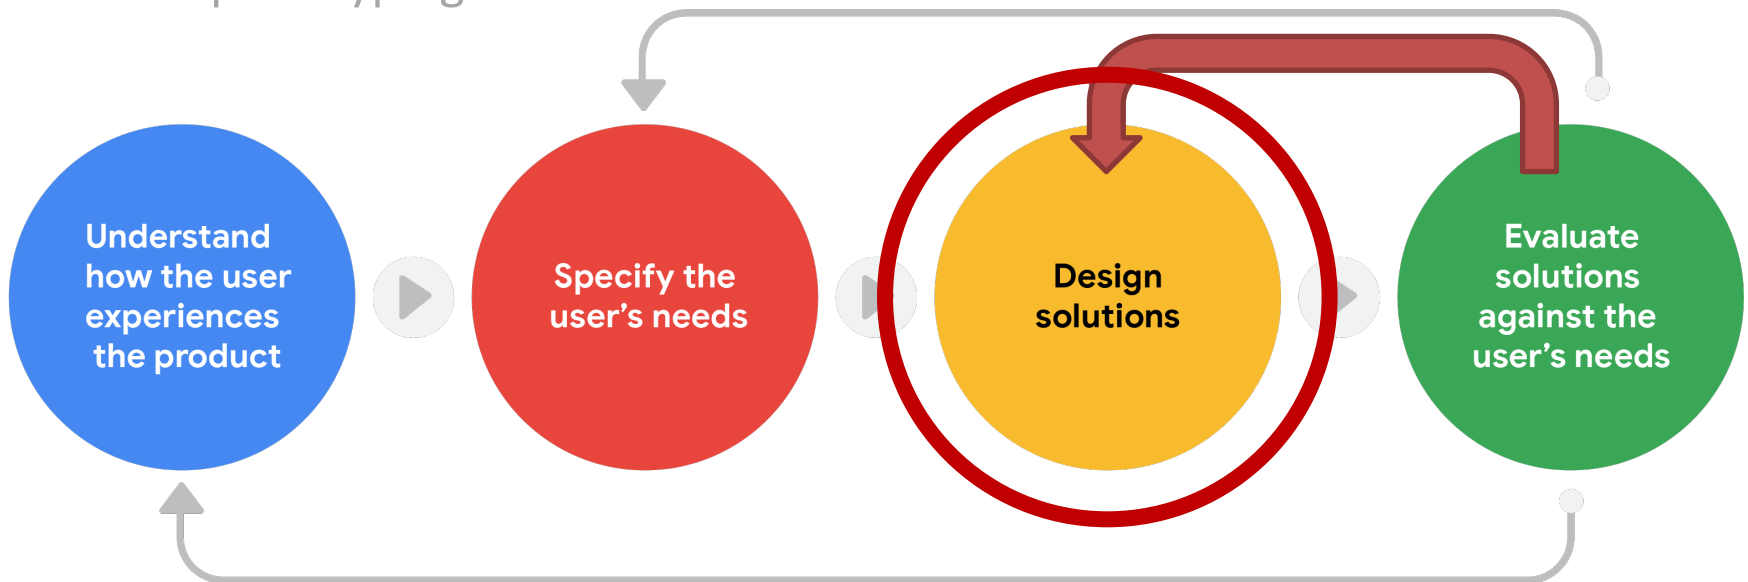 Understand
how the user
experiences
the product
Specify the
user's needs
Design
solutions
Evaluate
solutions
against the
user's needs